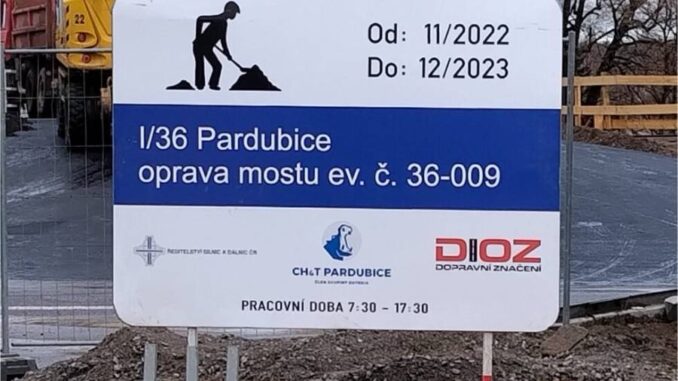 Od: 11/2022
Do: 12/2023
I/36 Pardubice
oprava mostu ev. č. 36-009
ŘEDITELSTVÍ SILNIC A DÁLNIC ČR
CH&T PARDUBICE
DIOZ
DOPRAVNÍ ZNAČENÍ
PRACOVNÍ DOBA 7:30 - 17:30